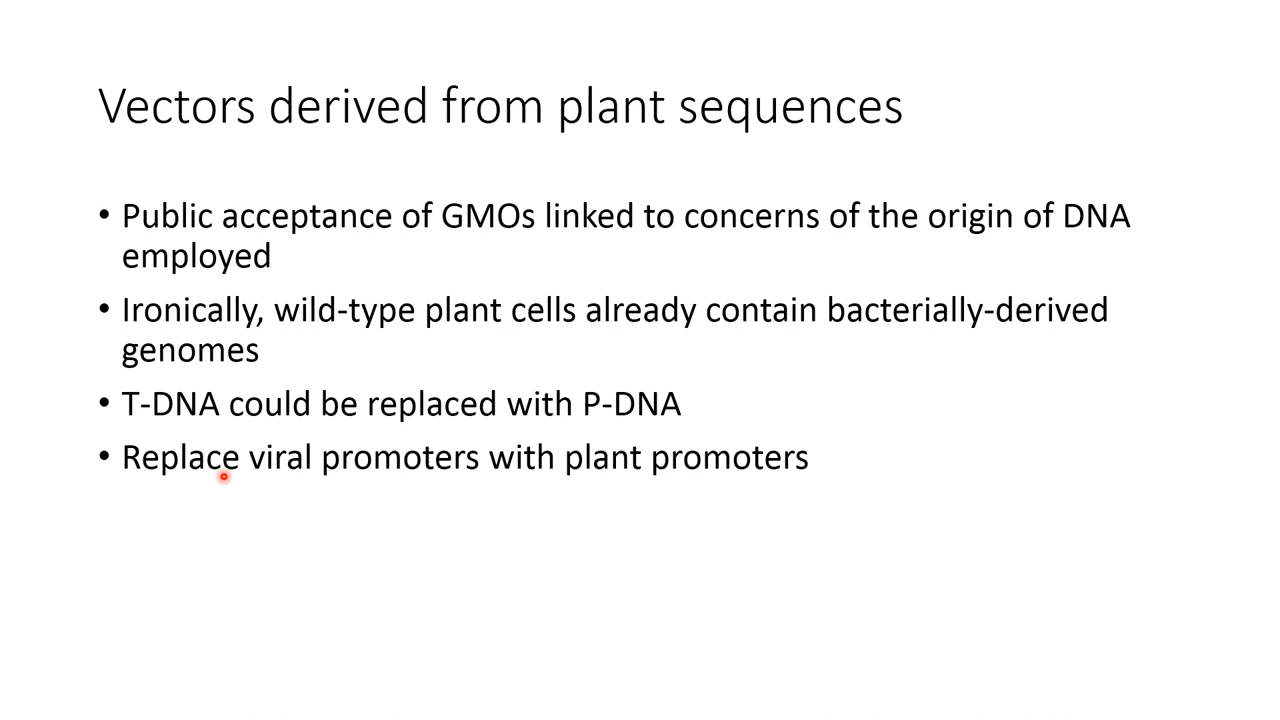 Vectors derived from plant sequences
• Public acceptance of GMOs linked to concerns of the origin of DNA
employed
• Ironically, wild-type plant cells already contain bacterially-derived
genomes
• T-DNA could be replaced with P-DNA
• Replace viral promoters with plant promoters